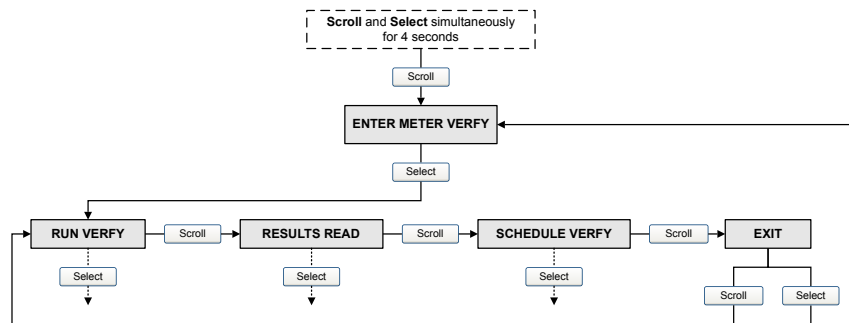 Scroll and Select simultaneously
for 4 seconds
Scroll
ENTER METER VERFY
Select
RUN VERFY
Scroll
RESULTS READ
Scroll
SCHEDULE VERFY
Scroll
EXIT
Select
Select
Select
Scroll
Select